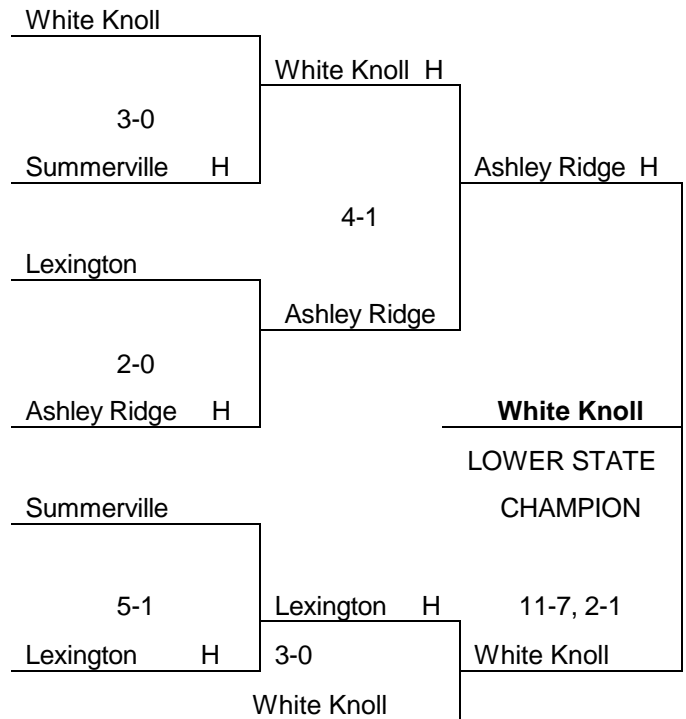 White Knoll
White Knoll H
3-0
Summerville H
Ashley Ridge H
4-1
Lexington
Ashley Ridge
2-0
Ashley Ridge H
White Knoll
LOWER STATE
Summerville
CHAMPION
5-1
Lexington H
11-7, 2-1
Lexington H
3-0
White Knoll
White Knoll